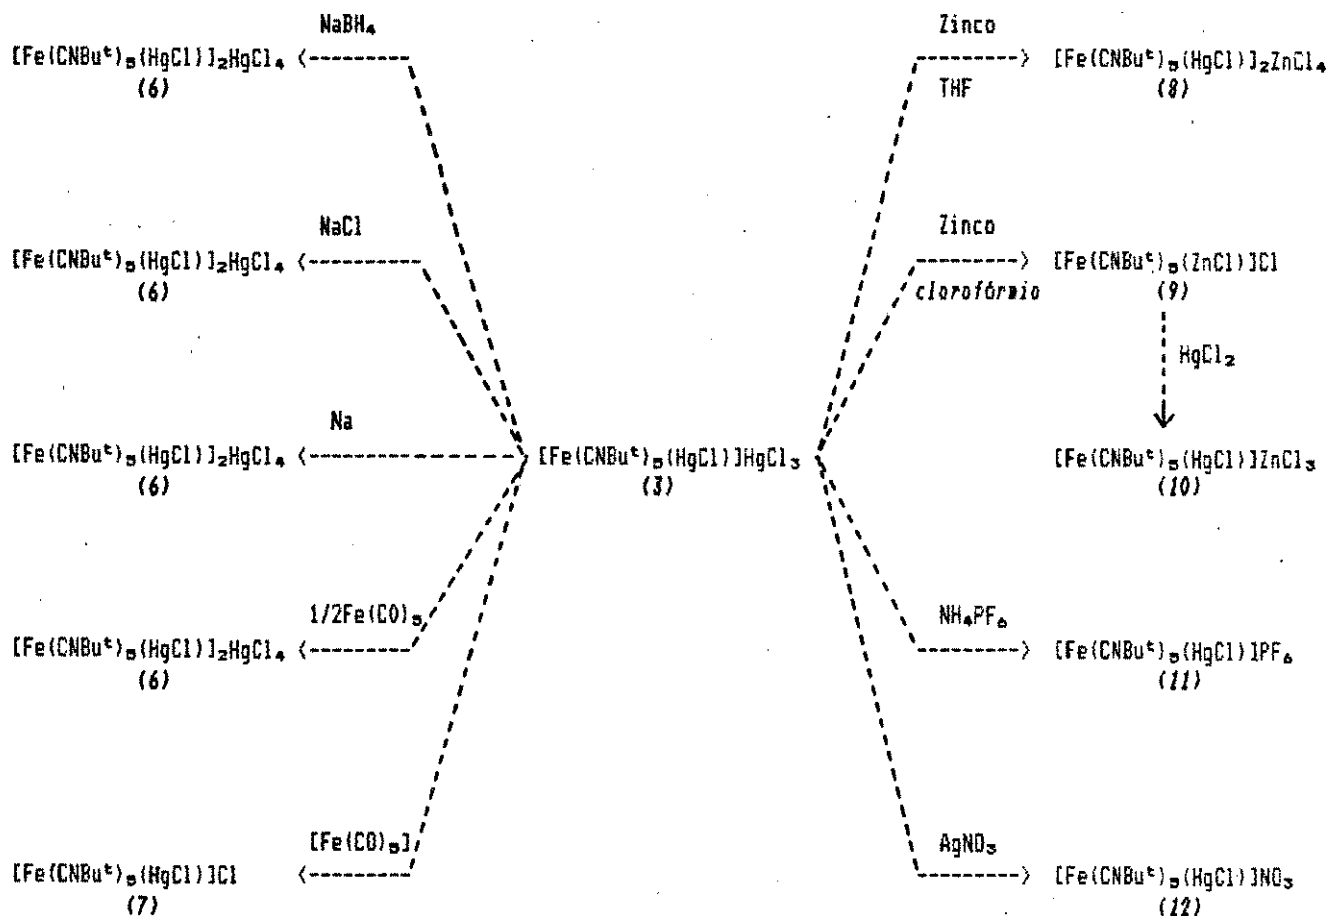 NaBH₄ Zinco
[Fe(CNBuᵗ)₅(HgCl)]₂HgCl₄ <--------- ---------> [Fe(CNBuᵗ)₅(HgCl)]₂ZnCl₄
(6) THF (8)
NaCl Zinco
[Fe(CNBuᵗ)₅(HgCl)]₂HgCl₄ <--------- ---------> [Fe(CNBuᵗ)₅(ZnCl)]Cl
(6) clorofórmio (9)
HgCl₂
Na
[Fe(CNBuᵗ)₅(HgCl)]₂HgCl₄ <--------- [Fe(CNBuᵗ)₅(HgCl)]HgCl₃ [Fe(CNBuᵗ)₅(HgCl)]ZnCl₃
(6) (3) (10)
1/2Fe(CO)₅ NH₄PF₆
[Fe(CNBuᵗ)₅(HgCl)]₂HgCl₄ <--------- ---------> [Fe(CNBuᵗ)₅(HgCl)]PF₆
(6) (11)
[Fe(CO)₅] AgNO₃
[Fe(CNBuᵗ)₅(HgCl)]Cl <--------- ---------> [Fe(CNBuᵗ)₅(HgCl)]NO₃
(7) (12)